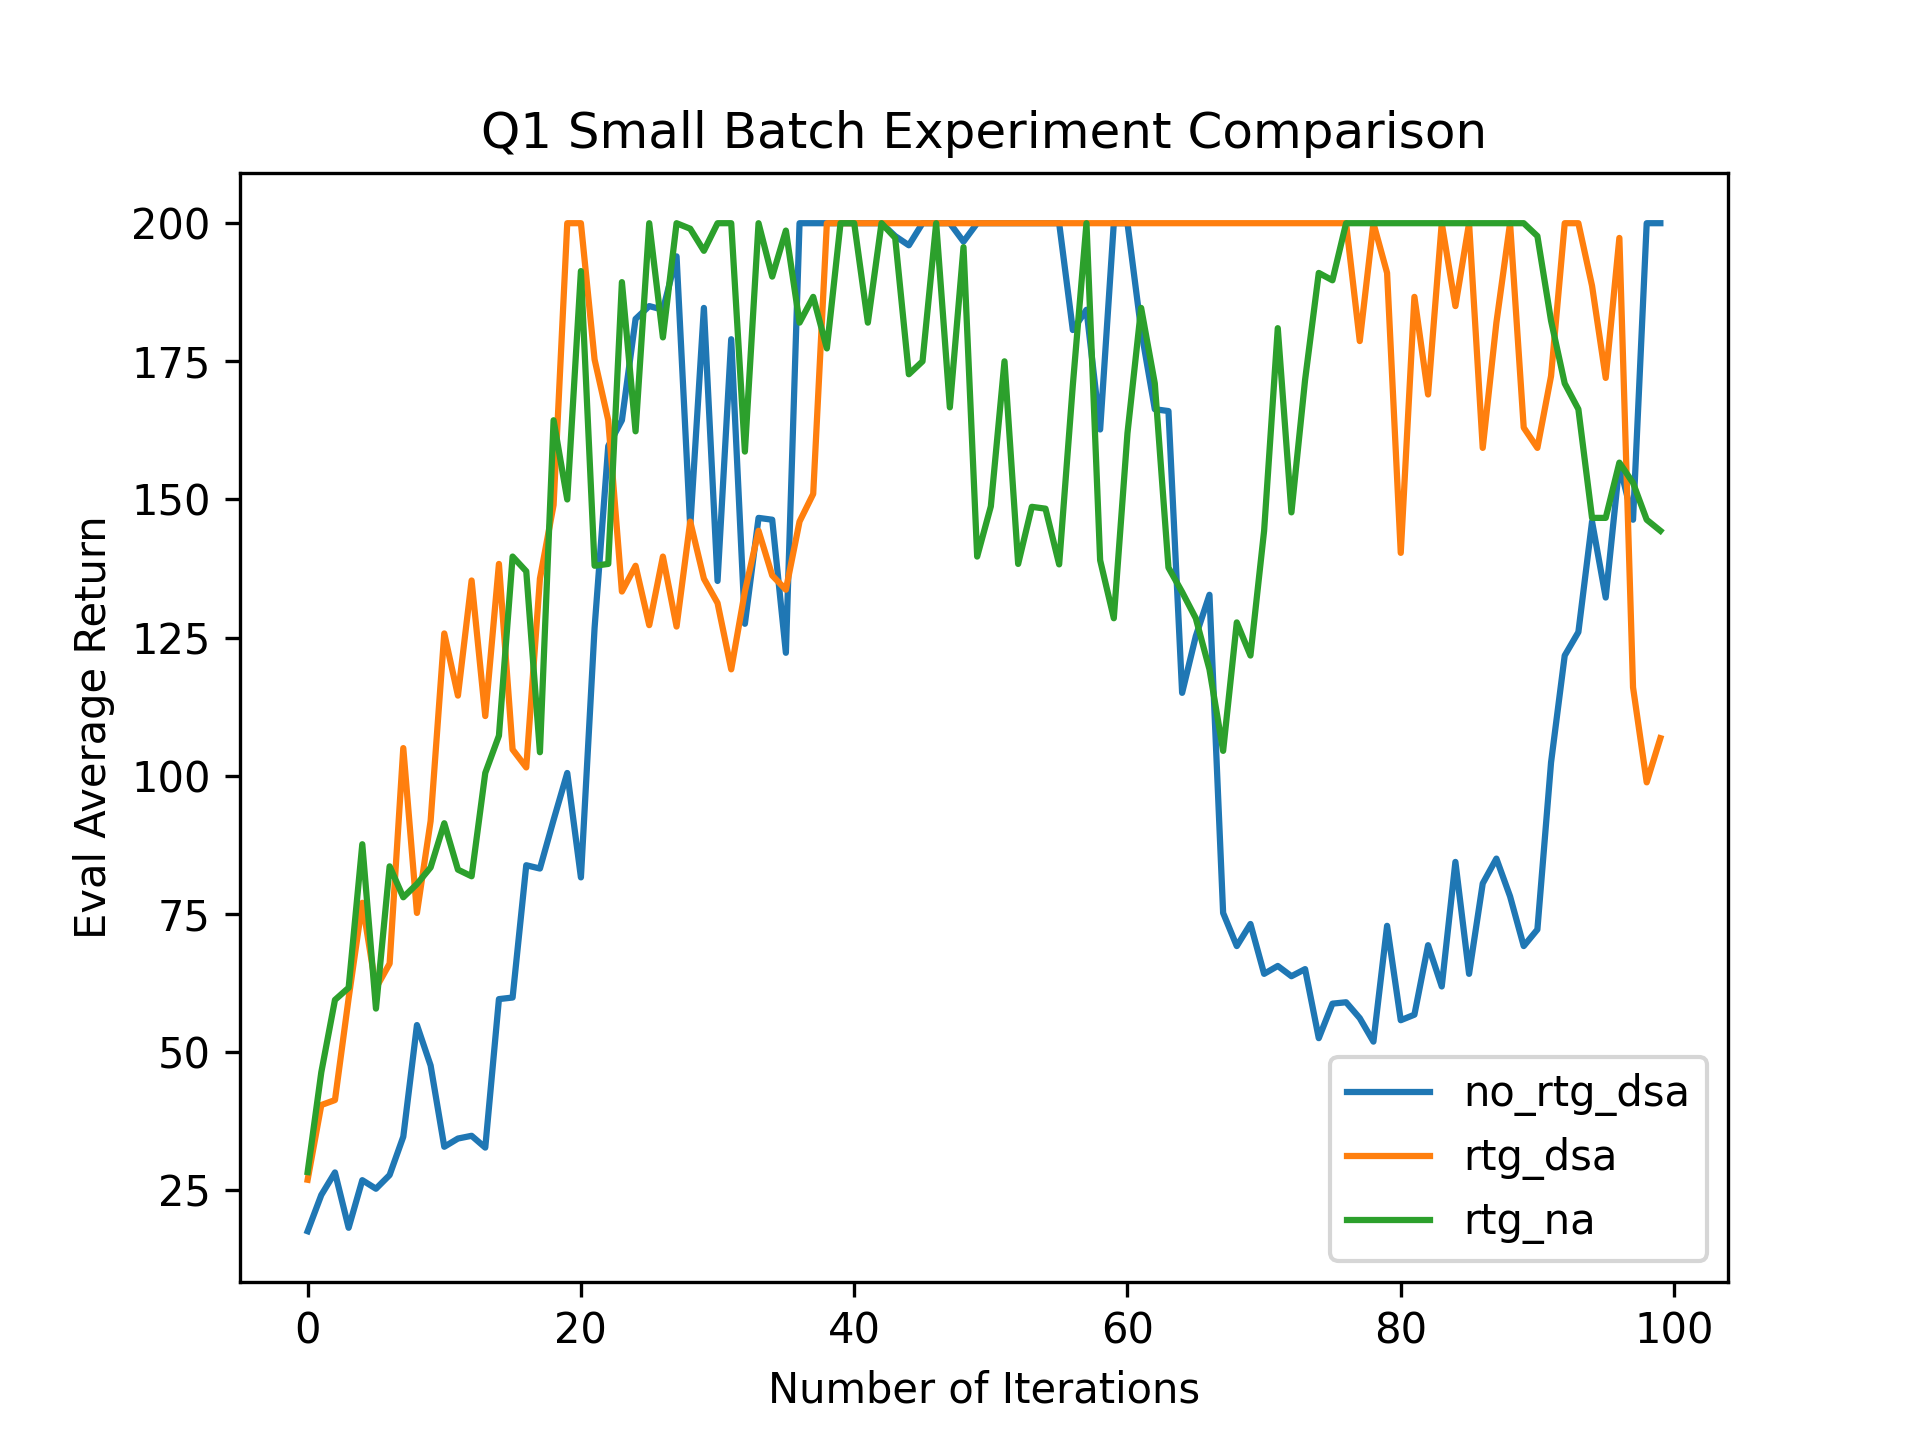 Q1 Small Batch Experiment Comparison
200
175
150
125
100
75
50
25
Eval Average Return
no_rtg_dsa
rtg_dsa
rtg_na
0 20 40 60 80 100
Number of Iterations